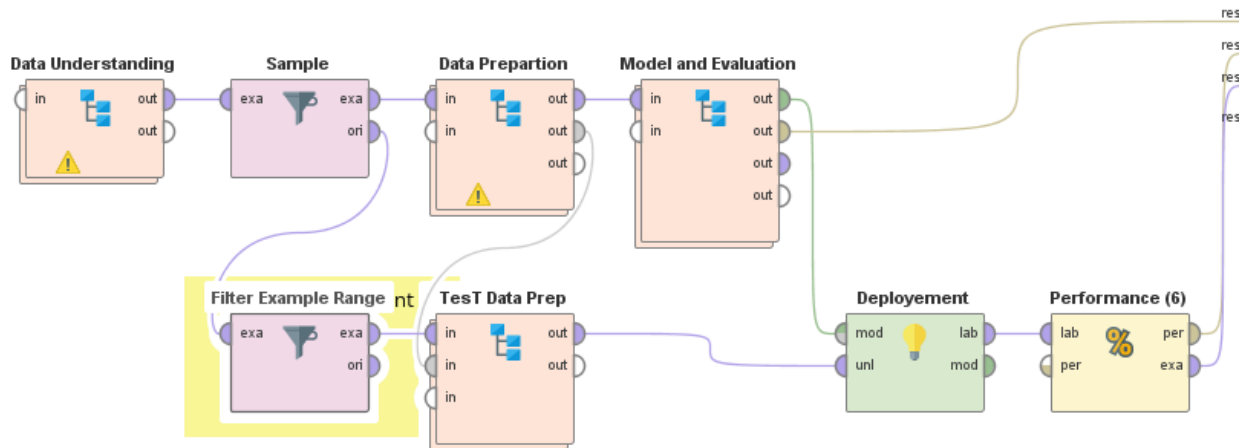 res
res
Data Understanding Sample Data Prepartion Model and Evaluation
res
in out exa exa in out in out
res
out ori in out in out
out out
out
Filter Example Range nt TesT Data Prep Deployement Performance (6)
exa exa in out mod lab lab per
ori in out unl mod per exa
in